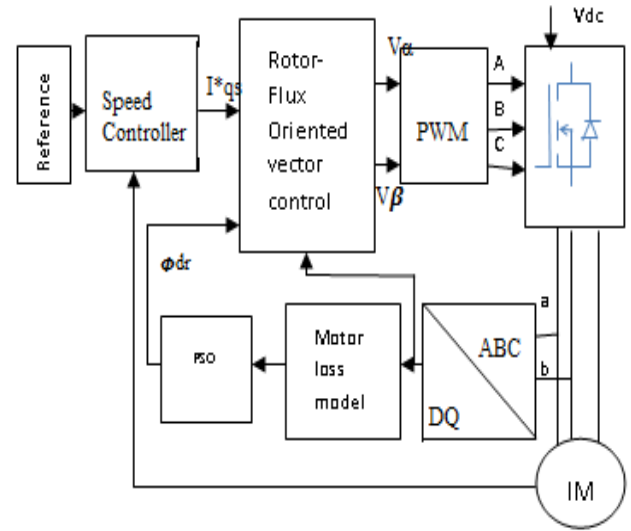 Vdc
Reference
Speed
Controller
I*qs
Rotor-
Flux
Oriented
vector
control
Vα
Vβ
PWM
A
B
C
ϕdr
PSO
Motor
loss
model
ABC
DQ
a
b
IM